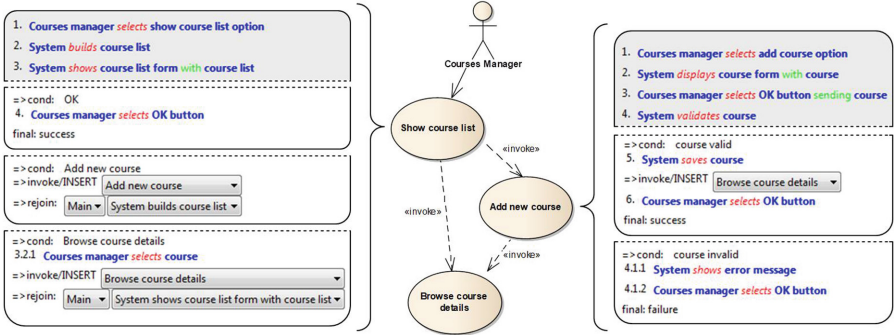 1. Courses manager selects show course list option
2. System builds course list
3. System shows course list form with course list
=>cond: OK
4. Courses manager selects OK button
final: success
=>cond: Add new course
=>invoke/INSERT Add new course
=>rejoin: Main System builds course list
=>cond: Browse course details
3.2.1 Courses manager selects course
=>invoke/INSERT Browse course details
=>rejoin: Main System shows course list form with course list
Courses Manager
Show course list
«invoke»
Add new course
«invoke»
«invoke»
Browse course
details
1. Courses manager selects add course option
2. System displays course form with course
3. Courses manager selects OK button sending course
4. System validates course
=>cond: course valid
5. System saves course
=>invoke/INSERT Browse course details
6. Courses manager selects OK button
final: success
=>cond: course invalid
4.1.1 System shows error message
4.1.2 Courses manager selects OK button
final: failure